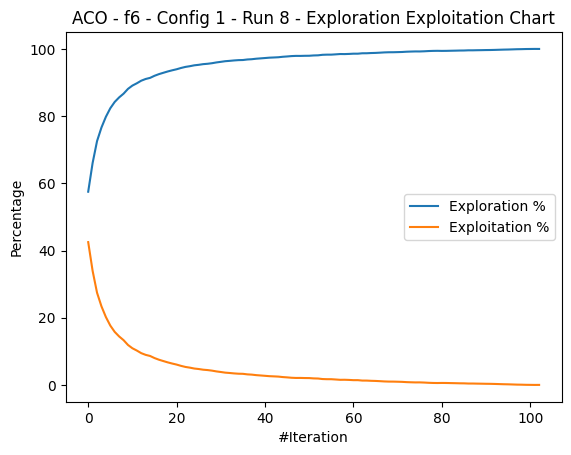 ACO - f6 - Config 1 - Run 8 - Exploration Exploitation Chart
100
80
60
40
20
0
Percentage
Exploration %
Exploitation %
0 20 40 60 80 100
#Iteration